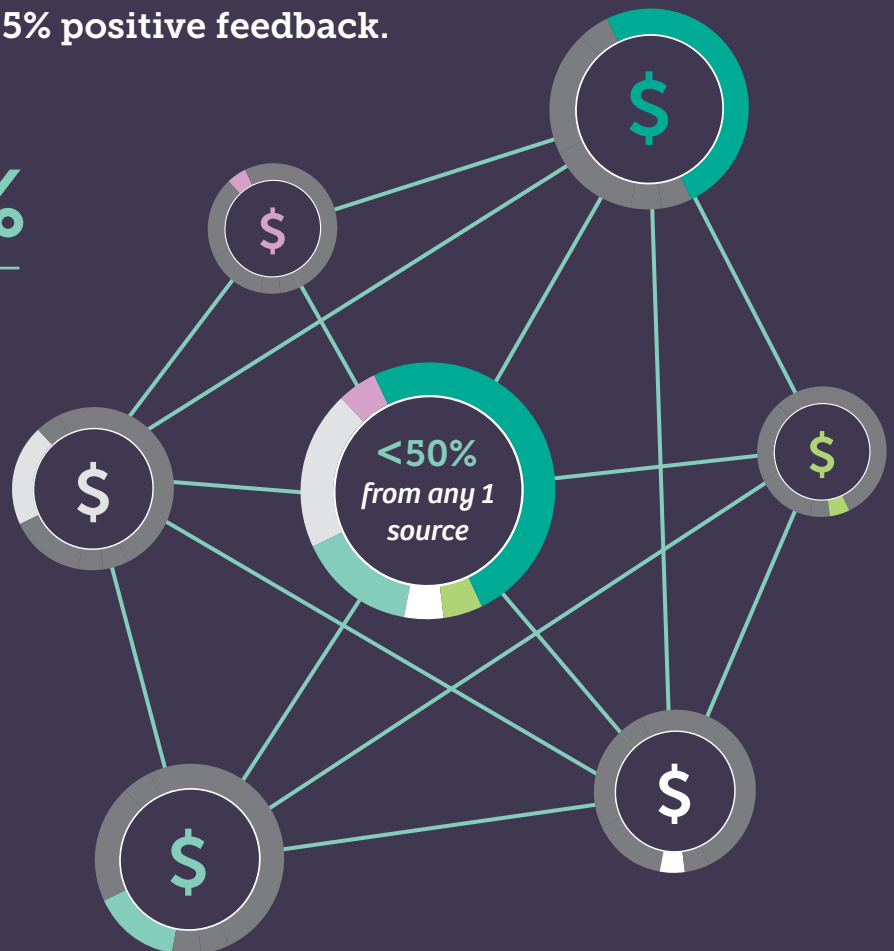 5% positive feedback.
%
$
$
$
<50%
from any 1
source
$
$
$